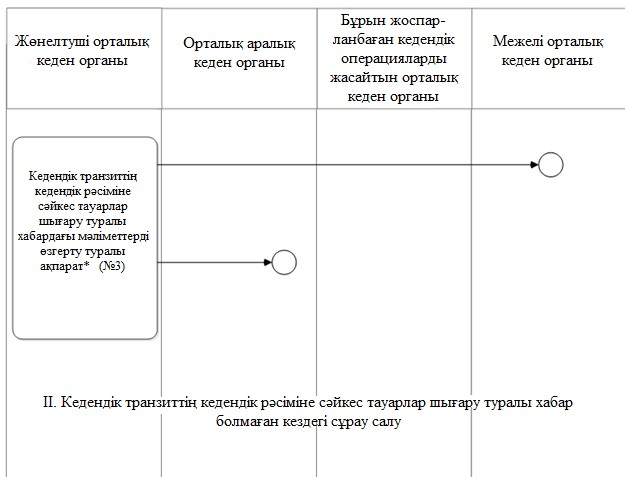 Жөнелтуші орталық
кеден органы
Орталық аралық
кеден органы
Бұрын жоспар-
ланбаған кедендік
операцияларды
жасайтын орталық
кеден органы
Межелі орталық
кеден органы
Кедендік транзиттің
кедендік рәсіміне
сәйкес тауарлар
шығару туралы
хабардағы мәліметтерді
өзгерту туралы
ақпарат* (№3)
II. Кедендік транзиттің кедендік рәсіміне сәйкес тауарлар шығару туралы хабар
болмаған кездегі сұрау салу